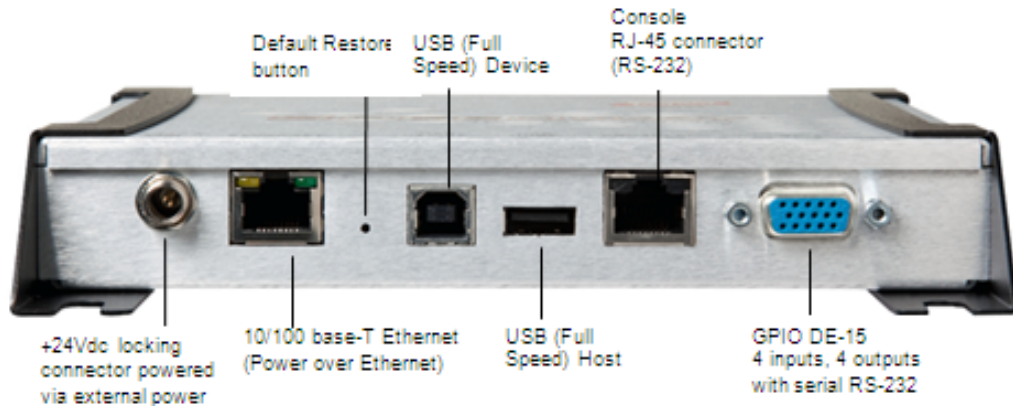 Default Restore
button
USB (Full
Speed) Device
Console
RJ-45 connector
(RS-232)
+24Vdc locking
connector powered
via external power
10/100 base-T Ethernet
(Power over Ethernet)
USB (Full
Speed) Host
GPIO DE-15
4 inputs, 4 outputs
with serial RS-232